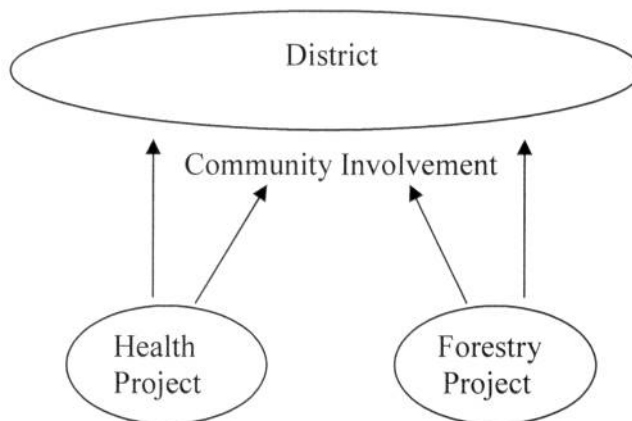 District
Community Involvement
Health
Project
Forestry
Project